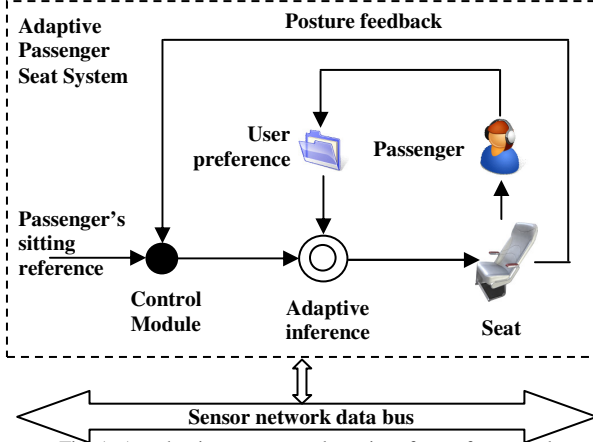 Adaptive
Passenger
Seat System
Posture feedback
User
preference
Passenger
Passenger’s
sitting
reference
Control
Module
Adaptive
inference
Seat
Sensor network data bus